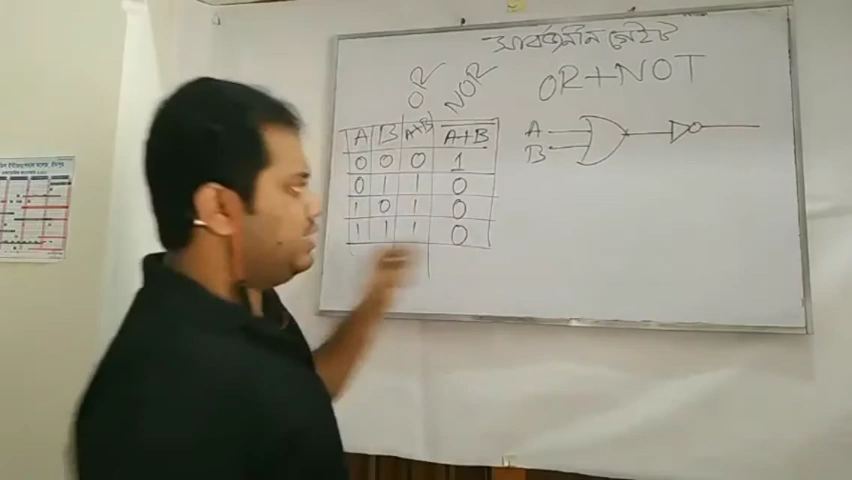 সার্বজনীন গেইট
OR+NOT
OR NOR
A B A+B A+B
0 0 0 1
0 1 1 0
1 0 1 0
1 1 1 0
A
B